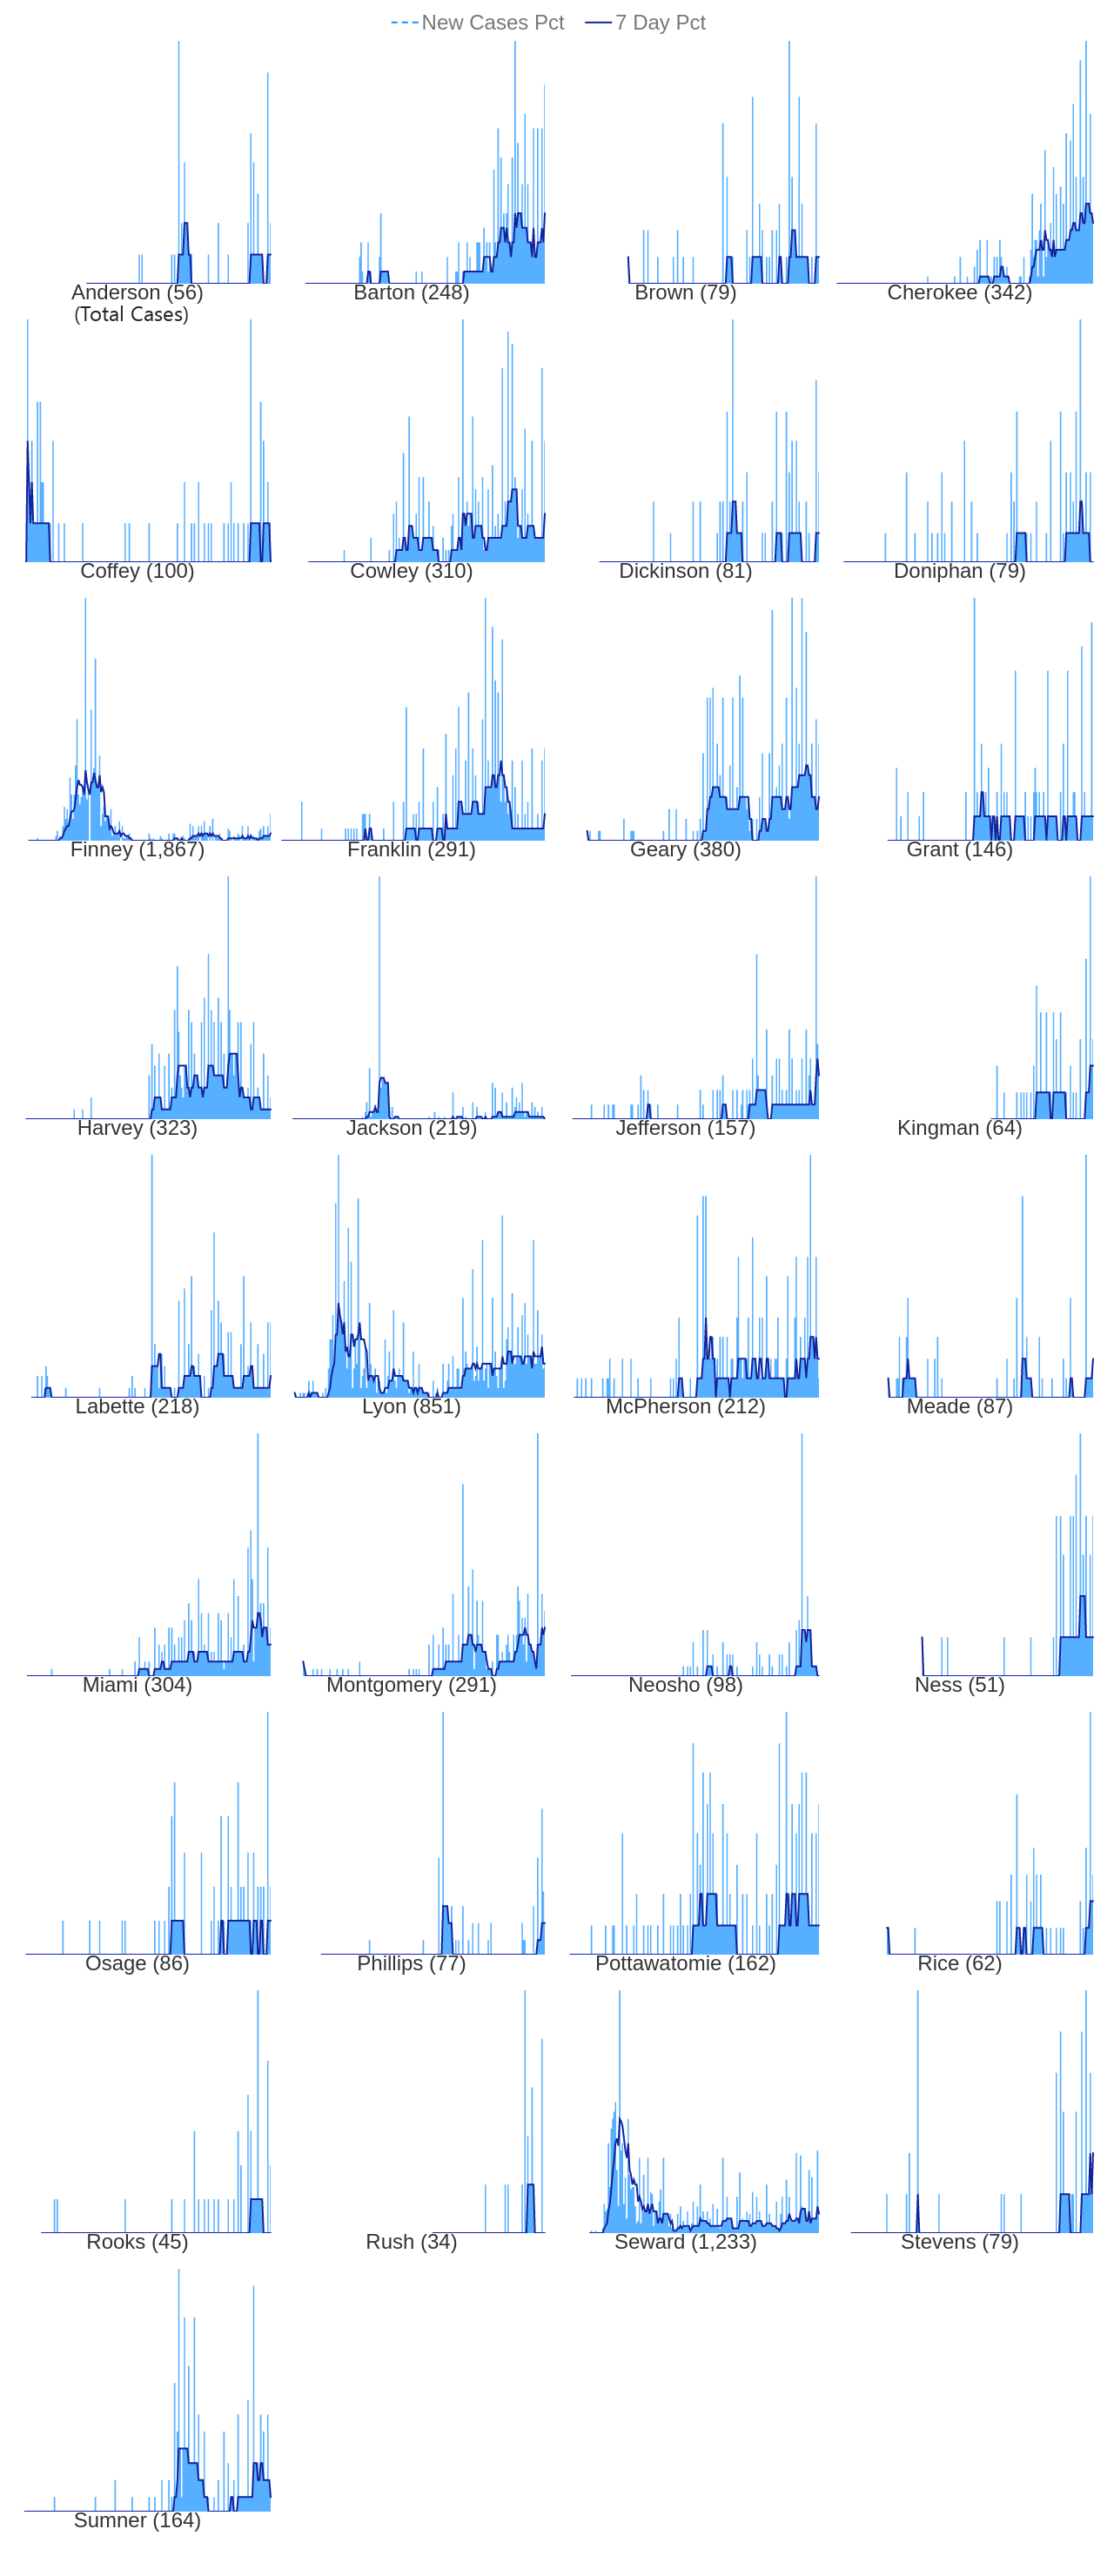 New Cases Pct 7 Day Pct
Anderson (56) Barton (248) Brown (79) Cherokee (342)
(Total Cases)
Coffey (100) Cowley (310) Dickinson (81) Doniphan (79)
Finney (1,867) Franklin (291) Geary (380) Grant (146)
Harvey (323) Jackson (219) Jefferson (157) Kingman (64)
Labette (218) Lyon (851) McPherson (212) Meade (87)
Miami (304) Montgomery (291) Neosho (98) Ness (51)
Osage (86) Phillips (77) Pottawatomie (162) Rice (62)
Rooks (45) Rush (34) Seward (1,233) Stevens (79)
Sumner (164)